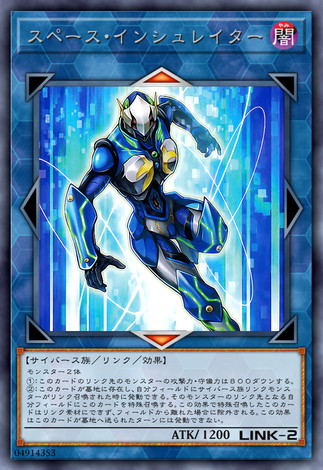 スペース・インシュレイター
やみ
闇
【サイバース族/リンク/効果】
モンスター2体
①:このカードのリンク先のモンスターの攻撃力・守備力は800ダウンする。
②:このカードが墓地に存在し、自分フィールドにサイバース族リンクモンス
ターがリンク召喚された時に発動できる。そのモンスターのリンク先となる自
分フィールドにこのカードを特殊召喚する。この効果で特殊召喚したこのカー
ドはリンク素材にできず、フィールドから離れた場合に除外される。この効果
はこのカードが墓地へ送られたターンには発動できない。
ATK/1200 LINK-2
04914353